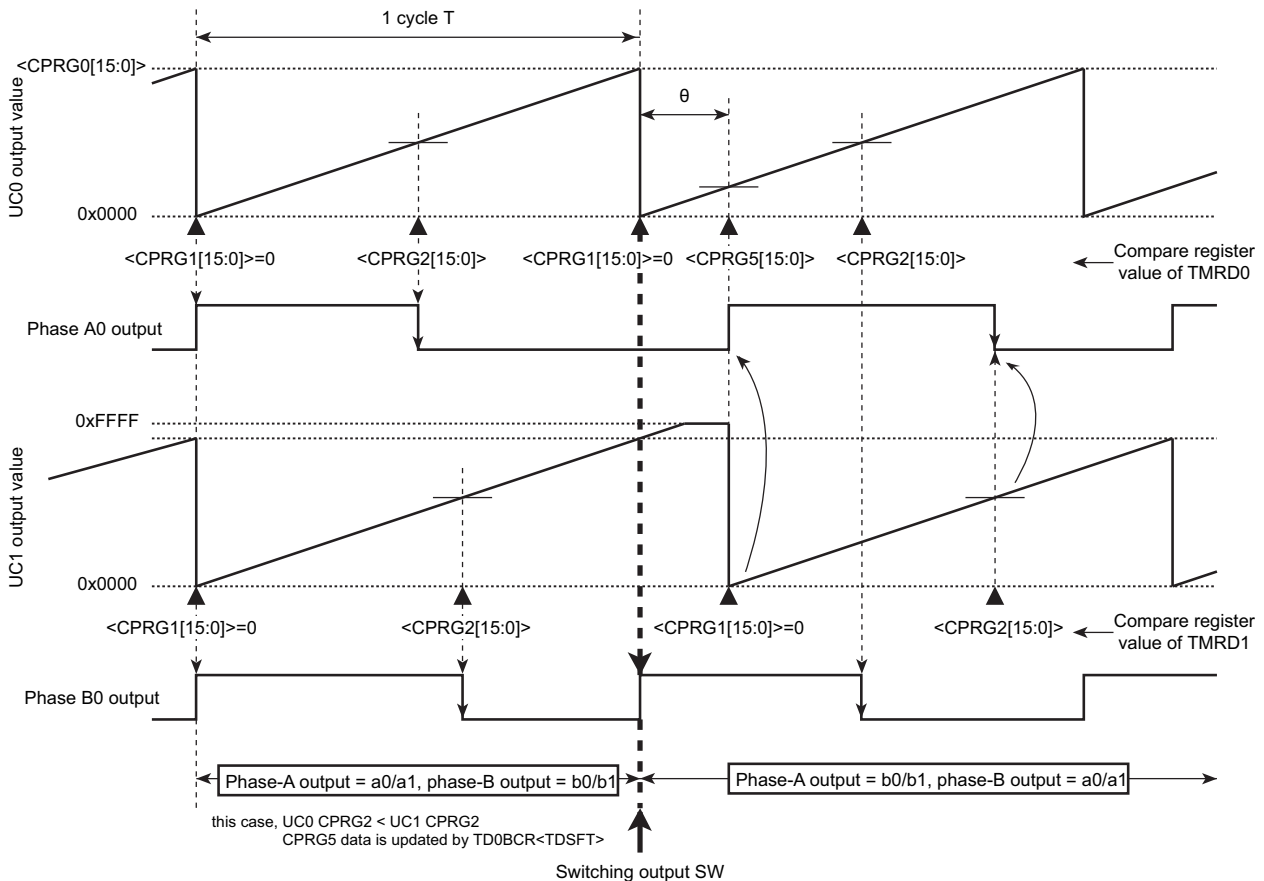 1 cycle T
<CPRG0[15:0]>
UC0 output value
θ
0x0000
<CPRG1[15:0]>=0
<CPRG2[15:0]>
<CPRG1[15:0]>=0
<CPRG5[15:0]>
<CPRG2[15:0]>
Compare register
value of TMRD0
Phase A0 output
0xFFFF
UC1 output value
0x0000
<CPRG1[15:0]>=0
<CPRG2[15:0]>
<CPRG1[15:0]>=0
<CPRG2[15:0]>
Compare register
value of TMRD1
Phase B0 output
Phase-A output = a0/a1, phase-B output = b0/b1
Phase-A output = b0/b1, phase-B output = a0/a1
this case, UC0 CPRG2 < UC1 CPRG2
CPRG5 data is updated by TD0BCR<TDSFT>
Switching output SW